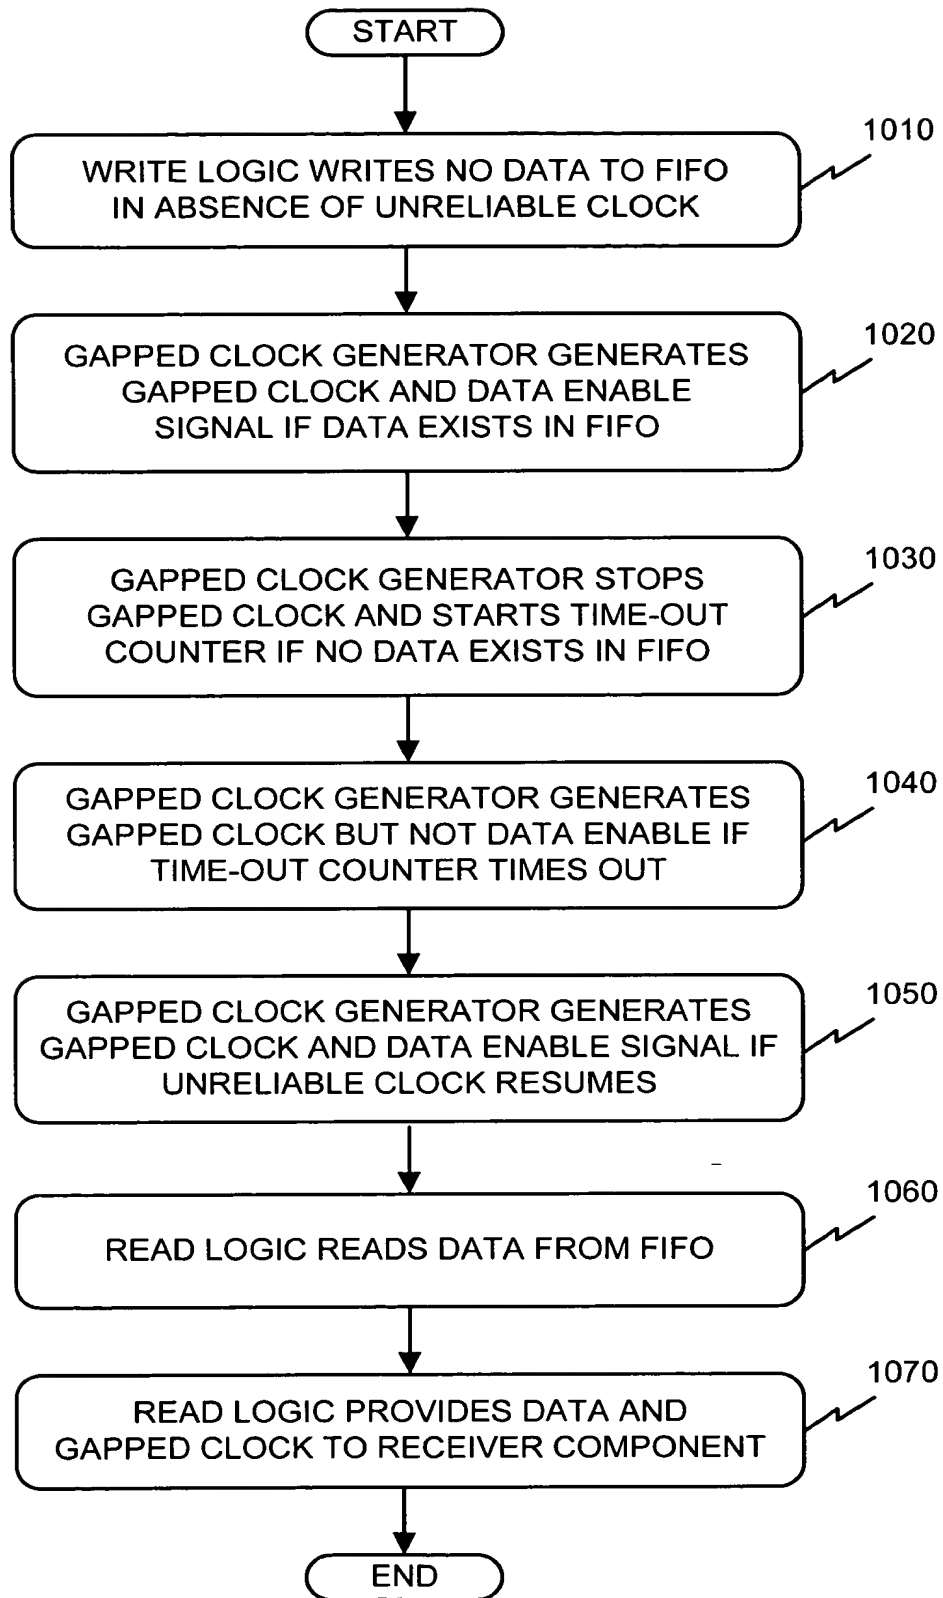 START
1010
WRITE LOGIC WRITES NO DATA TO FIFO
IN ABSENCE OF UNRELIABLE CLOCK
1020
GAPPED CLOCK GENERATOR GENERATES
GAPPED CLOCK AND DATA ENABLE
SIGNAL IF DATA EXISTS IN FIFO
1030
GAPPED CLOCK GENERATOR STOPS
GAPPED CLOCK AND STARTS TIME-OUT
COUNTER IF NO DATA EXISTS IN FIFO
1040
GAPPED CLOCK GENERATOR GENERATES
GAPPED CLOCK BUT NOT DATA ENABLE IF
TIME-OUT COUNTER TIMES OUT
1050
GAPPED CLOCK GENERATOR GENERATES
GAPPED CLOCK AND DATA ENABLE SIGNAL IF
UNRELIABLE CLOCK RESUMES
1060
READ LOGIC READS DATA FROM FIFO
1070
READ LOGIC PROVIDES DATA AND
GAPPED CLOCK TO RECEIVER COMPONENT
END